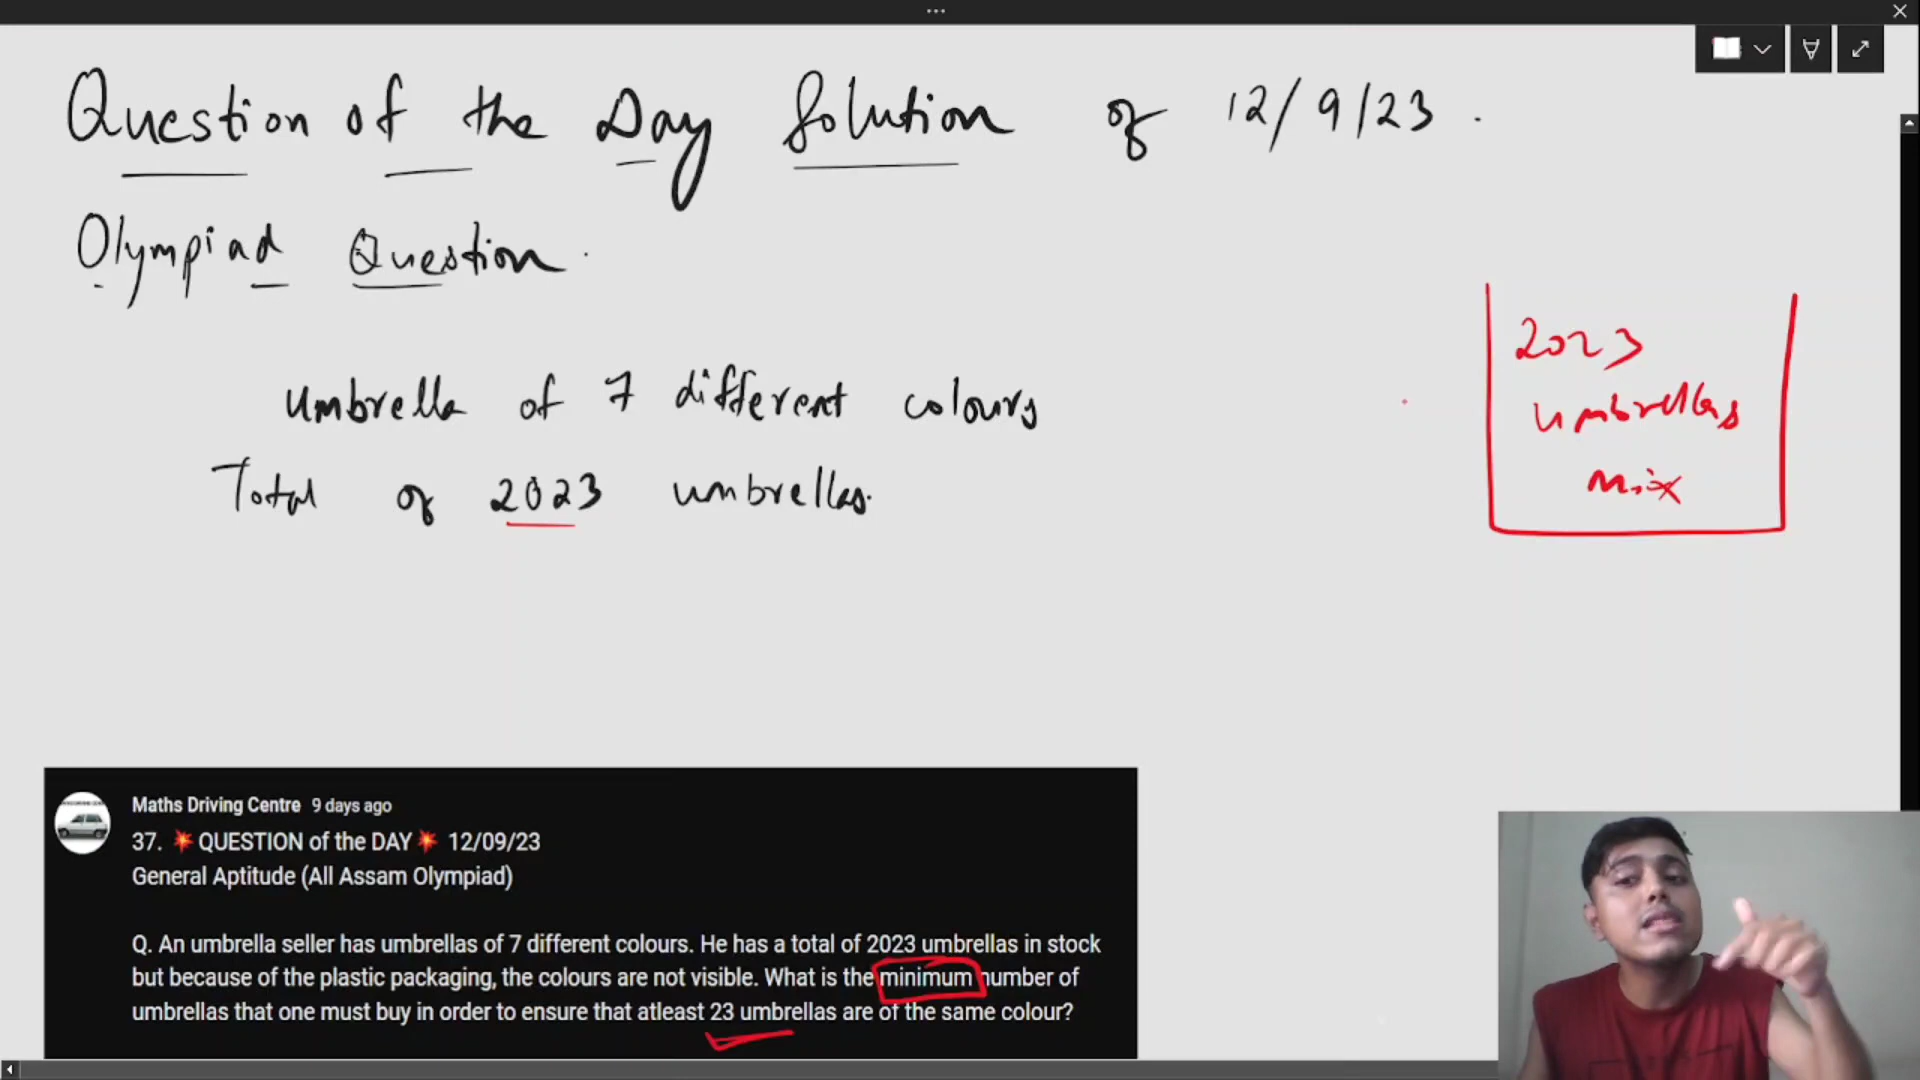 Question of the Day Solution of 12/9/23.
Olympiad Question.
Umbrella of 7 different colours
Total of 2023 umbrellas.
2023
umbrellas
mix
Maths Driving Centre 9 days ago
37. 💥QUESTION of the DAY💥 12/09/23
General Aptitude (All Assam Olympiad)
Q. An umbrella seller has umbrellas of 7 different colours. He has a total of 2023 umbrellas in stock
but because of the plastic packaging, the colours are not visible. What is the minimum number of
umbrellas that one must buy in order to ensure that atleast 23 umbrellas are of the same colour?